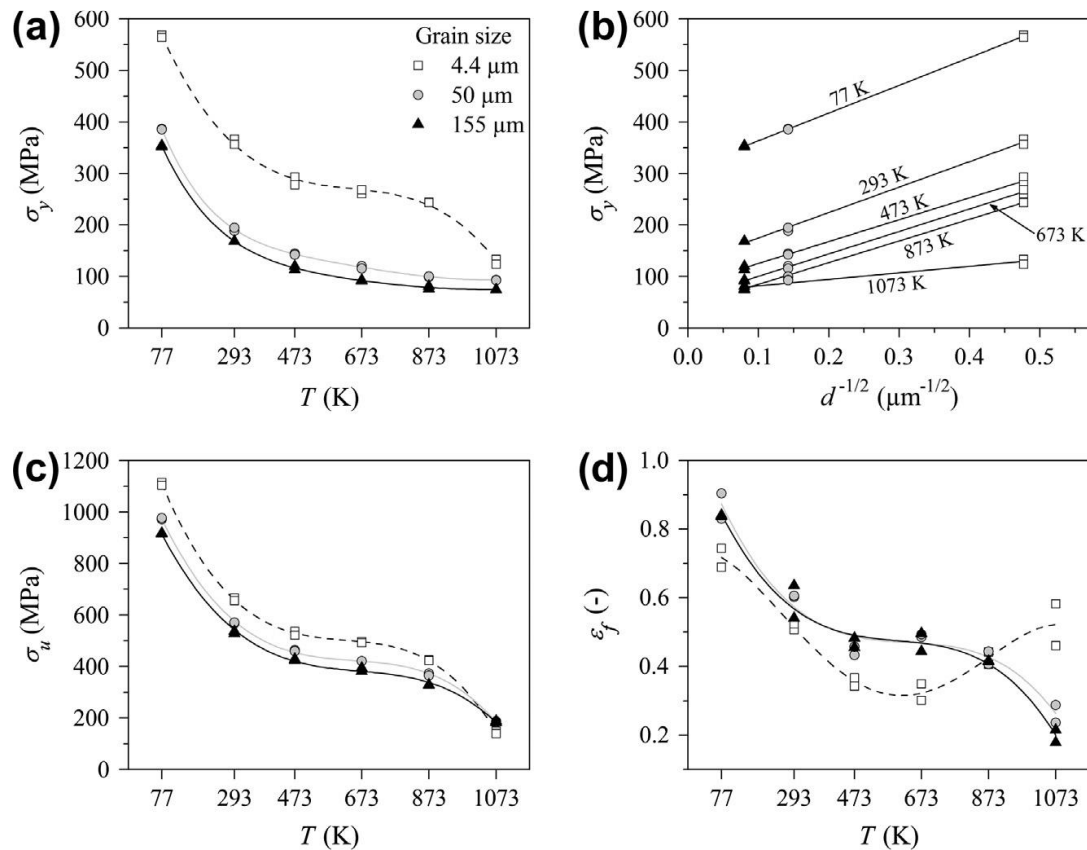 (a)
600
500
400
300
200
100
0
σy (MPa)
Grain size
4.4 µm
50 µm
155 µm
77 293 473 673 873 1073
T (K)
(b)
600
500
400
300
200
100
0
σy (MPa)
77 K
293 K
473 K
673 K
873 K
1073 K
0.0 0.1 0.2 0.3 0.4 0.5
d^-1/2 (µm^-1/2)
(c)
1200
1000
800
600
400
200
0
σu (MPa)
77 293 473 673 873 1073
T (K)
(d)
1.0
0.8
0.6
0.4
0.2
εf (-)
77 293 473 673 873 1073
T (K)